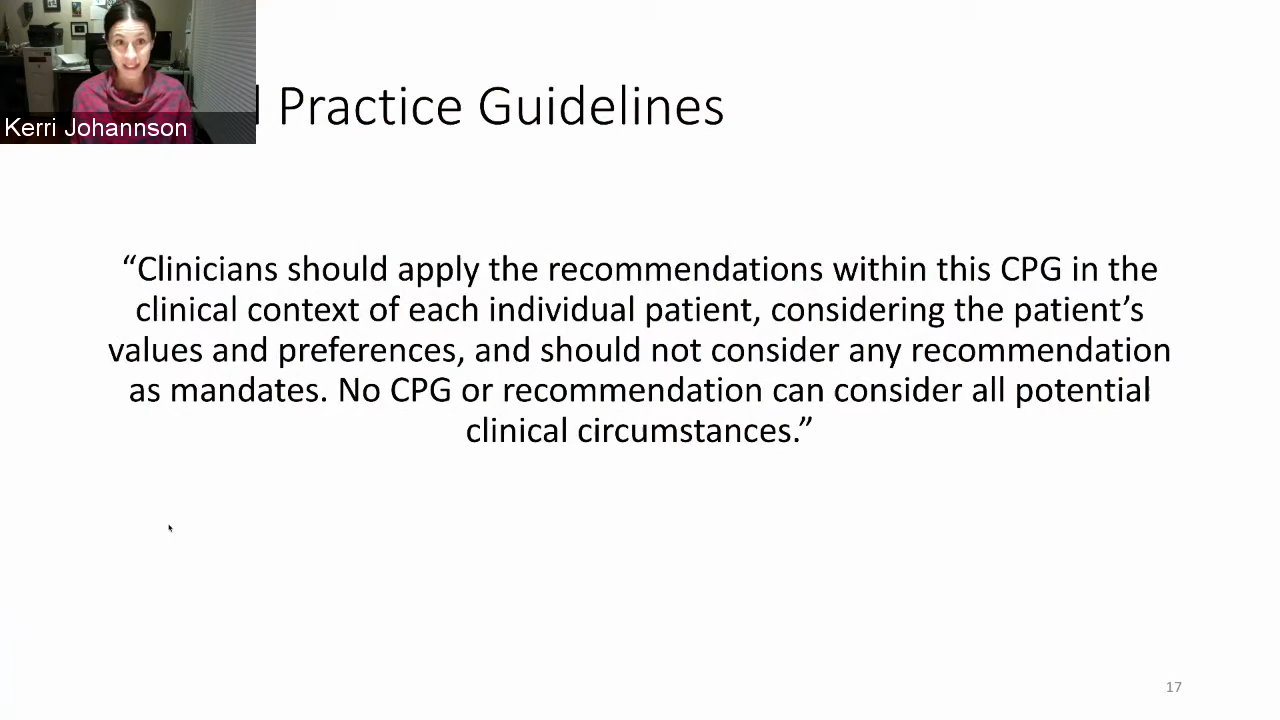 Practice Guidelines
Kerri Johannson
“Clinicians should apply the recommendations within this CPG in the
clinical context of each individual patient, considering the patient’s
values and preferences, and should not consider any recommendation
as mandates. No CPG or recommendation can consider all potential
clinical circumstances.”
17